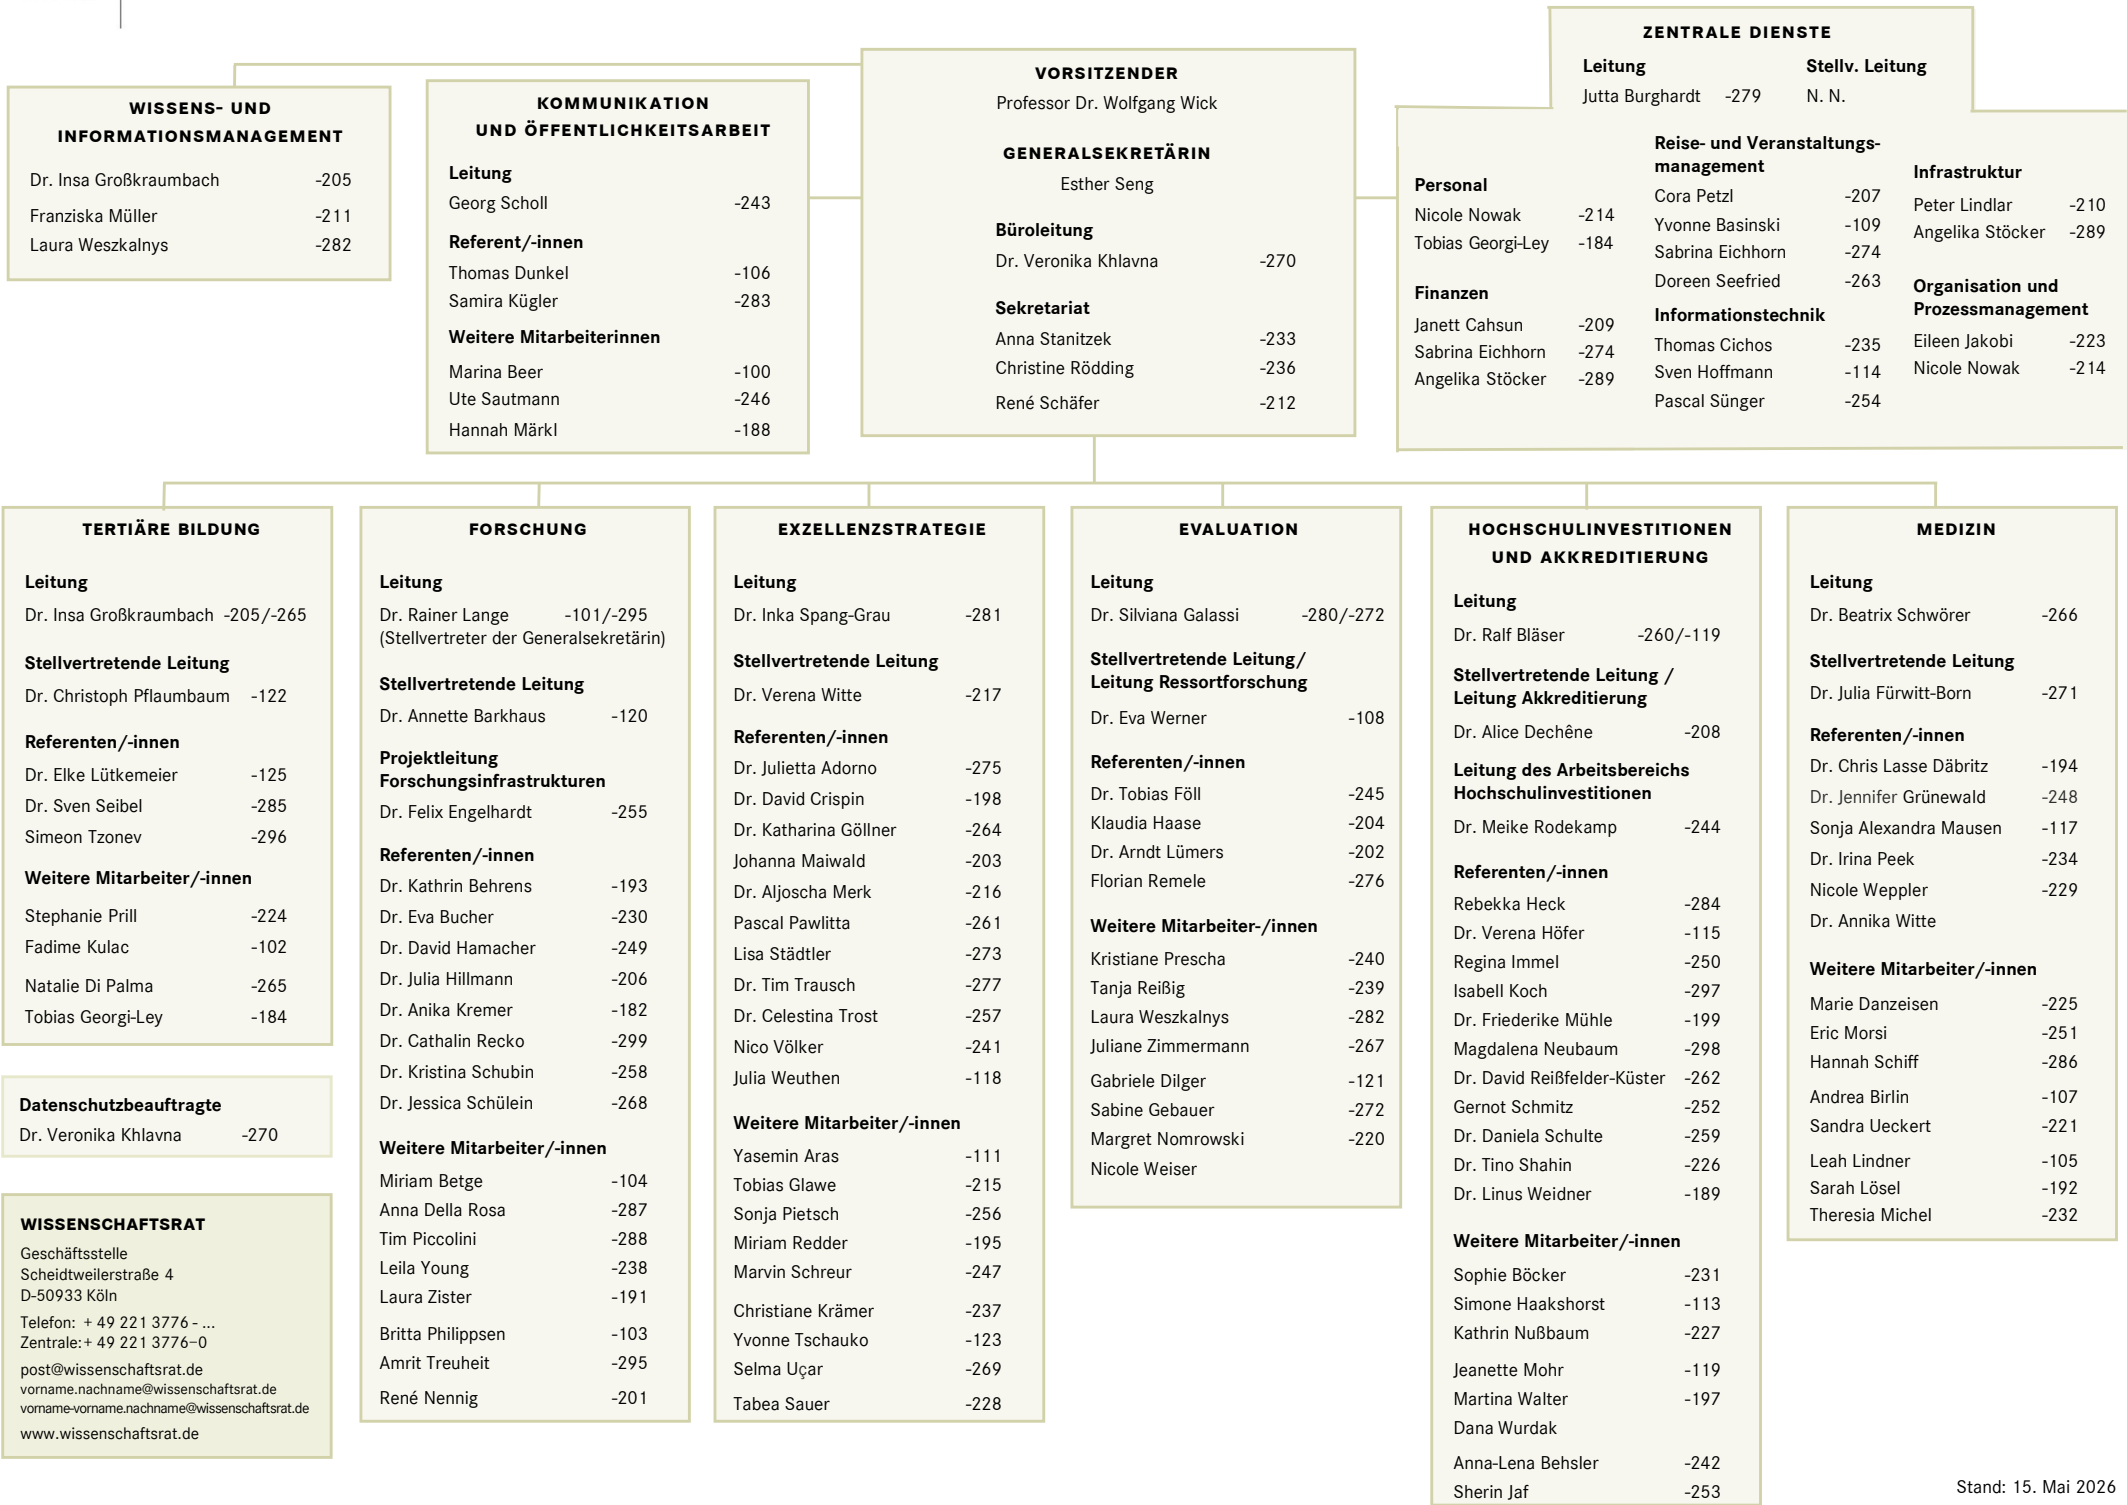 WISSENS- UND
INFORMATIONSMANAGEMENT
Dr. Insa Großkraumbach -205
Franziska Müller -211
Laura Weszkalnys -282
KOMMUNIKATION
UND ÖFFENTLICHKEITSARBEIT
Leitung
Georg Scholl -243
Referent/-innen
Thomas Dunkel -106
Samira Kügler -283
Weitere Mitarbeiterinnen
Marina Beer -100
Ute Sautmann -246
Hannah Märkl -188
VORSITZENDER
Professor Dr. Wolfgang Wick
GENERALSEKRETÄRIN
Esther Seng
Büroleitung
Dr. Veronika Khlavna -270
Sekretariat
Anna Stanitzek -233
Christine Rödding -236
René Schäfer -212
ZENTRALE DIENSTE
Leitung Stellv. Leitung
Jutta Burghardt -279 N. N.
Personal
Nicole Nowak -214
Tobias Georgi-Ley -184
Finanzen
Janett Cahsun -209
Sabrina Eichhorn -274
Angelika Stöcker -289
Reise- und Veranstaltungs-
management
Cora Petzl -207
Yvonne Basinski -109
Sabrina Eichhorn -274
Doreen Seefried -263
Informationstechnik
Thomas Cichos -235
Sven Hoffmann -114
Pascal Sünger -254
Infrastruktur
Peter Lindlar -210
Angelika Stöcker -289
Organisation und
Prozessmanagement
Eileen Jakobi -223
Nicole Nowak -214
TERTIÄRE BILDUNG
Leitung
Dr. Insa Großkraumbach -205/-265
Stellvertretende Leitung
Dr. Christoph Pflaumbaum -122
Referenten/-innen
Dr. Elke Lütkemeier -125
Dr. Sven Seibel -285
Simeon Tzonev -296
Weitere Mitarbeiter/-innen
Stephanie Prill -224
Fadime Kulac -102
Natalie Di Palma -265
Tobias Georgi-Ley -184
Datenschutzbeauftragte
Dr. Veronika Khlavna -270
WISSENSCHAFTSRAT
Geschäftsstelle
Scheidtweilerstraße 4
D-50933 Köln
Telefon: + 49 221 3776 - ...
Zentrale:+ 49 221 3776–0
post@wissenschaftsrat.de
vorname.nachname@wissenschaftsrat.de
vorname-vorname.nachname@wissenschaftsrat.de
www.wissenschaftsrat.de
FORSCHUNG
Leitung
Dr. Rainer Lange -101/-295
(Stellvertreter der Generalsekretärin)
Stellvertretende Leitung
Dr. Annette Barkhaus -120
Projektleitung
Forschungsinfrastrukturen
Dr. Felix Engelhardt -255
Referenten/-innen
Dr. Kathrin Behrens -193
Dr. Eva Bucher -230
Dr. David Hamacher -249
Dr. Julia Hillmann -206
Dr. Anika Kremer -182
Dr. Cathalin Recko -299
Dr. Kristina Schubin -258
Dr. Jessica Schülein -268
Weitere Mitarbeiter/-innen
Miriam Betge -104
Anna Della Rosa -287
Tim Piccolini -288
Leila Young -238
Laura Zister -191
Britta Philippsen -103
Amrit Treuheit -295
René Nennig -201
EXZELLENZSTRATEGIE
Leitung
Dr. Inka Spang-Grau -281
Stellvertretende Leitung
Dr. Verena Witte -217
Referenten/-innen
Dr. Julietta Adorno -275
Dr. David Crispin -198
Dr. Katharina Göllner -264
Johanna Maiwald -203
Dr. Aljoscha Merk -216
Pascal Pawlitta -261
Lisa Städtler -273
Dr. Tim Trausch -277
Dr. Celestina Trost -257
Nico Völker -241
Julia Weuthen -118
Weitere Mitarbeiter/-innen
Yasemin Aras -111
Tobias Glawe -215
Sonja Pietsch -256
Miriam Redder -195
Marvin Schreur -247
Christiane Krämer -237
Yvonne Tschauko -123
Selma Uçar -269
Tabea Sauer -228
EVALUATION
Leitung
Dr. Silviana Galassi -280/-272
Stellvertretende Leitung/
Leitung Ressortforschung
Dr. Eva Werner -108
Referenten/-innen
Dr. Tobias Föll -245
Klaudia Haase -204
Dr. Arndt Lümers -202
Florian Remele -276
Weitere Mitarbeiter-/innen
Kristiane Prescha -240
Tanja Reißig -239
Laura Weszkalnys -282
Juliane Zimmermann -267
Gabriele Dilger -121
Sabine Gebauer -272
Margret Nomrowski -220
Nicole Weiser
HOCHSCHULINVESTITIONEN
UND AKKREDITIERUNG
Leitung
Dr. Ralf Bläser -260/-119
Stellvertretende Leitung /
Leitung Akkreditierung
Dr. Alice Dechêne -208
Leitung des Arbeitsbereichs
Hochschulinvestitionen
Dr. Meike Rodekamp -244
Referenten/-innen
Rebekka Heck -284
Dr. Verena Höfer -115
Regina Immel -250
Isabell Koch -297
Dr. Friederike Mühle -199
Magdalena Neubaum -298
Dr. David Reißfelder-Küster -262
Gernot Schmitz -252
Dr. Daniela Schulte -259
Dr. Tino Shahin -226
Dr. Linus Weidner -189
Weitere Mitarbeiter/-innen
Sophie Böcker -231
Simone Haakshorst -113
Kathrin Nußbaum -227
Jeanette Mohr -119
Martina Walter -197
Dana Wurdak
Anna-Lena Behsler -242
Sherin Jaf -253
MEDIZIN
Leitung
Dr. Beatrix Schwörer -266
Stellvertretende Leitung
Dr. Julia Fürwitt-Born -271
Referenten/-innen
Dr. Chris Lasse Däbritz -194
Dr. Jennifer Grünewald -248
Sonja Alexandra Mausen -117
Dr. Irina Peek -234
Nicole Weppler -229
Dr. Annika Witte
Weitere Mitarbeiter/-innen
Marie Danzeisen -225
Eric Morsi -251
Hannah Schiff -286
Andrea Birlin -107
Sandra Ueckert -221
Leah Lindner -105
Sarah Lösel -192
Theresia Michel -232
Stand: 15. Mai 2026